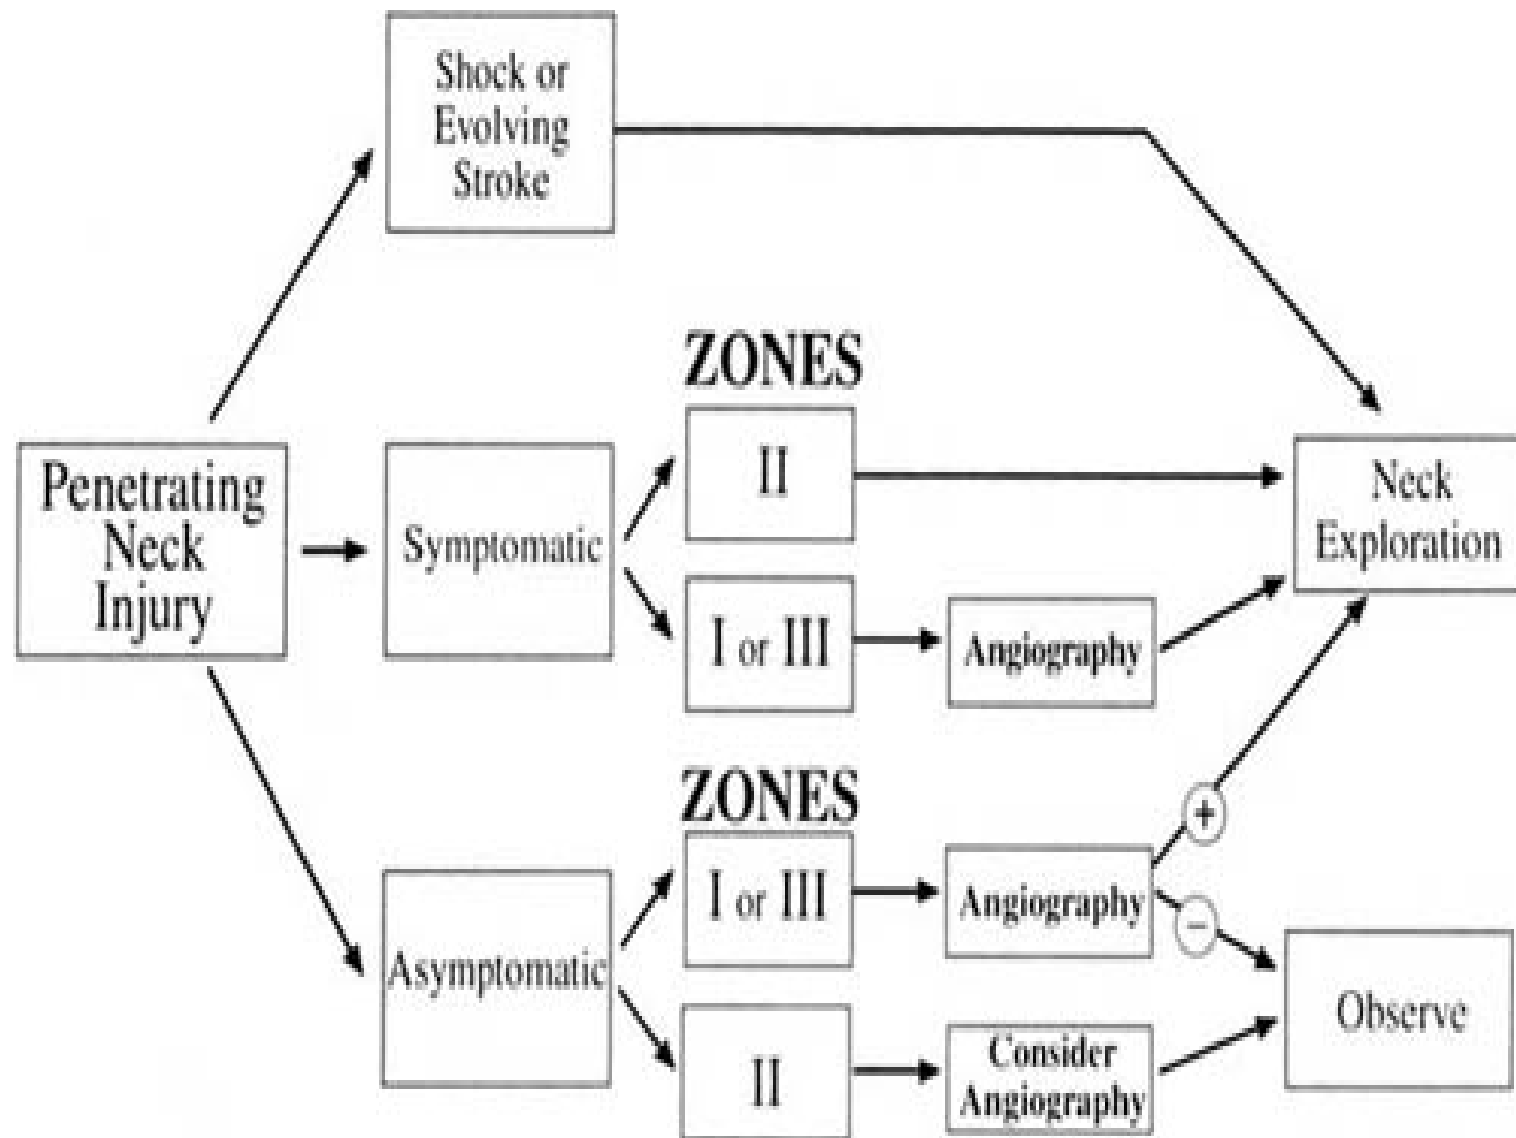 Shock or
Evolving
Stroke
ZONES
II
Penetrating
Neck
Injury
Symptomatic
Neck
Exploration
I or III
Angiography
ZONES
+
I or III
Angiography
−
Asymptomatic
Observe
II
Consider
Angiography